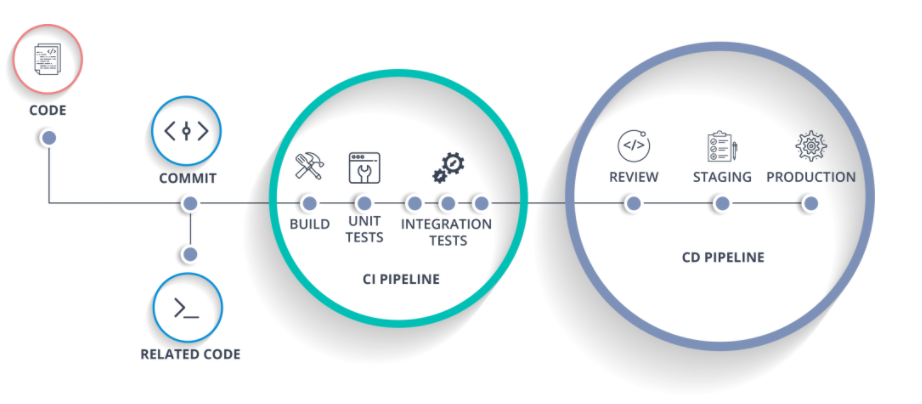 CODE
COMMIT
RELATED CODE
BUILD
UNIT
TESTS
INTEGRATION
TESTS
CI PIPELINE
REVIEW
STAGING
PRODUCTION
CD PIPELINE